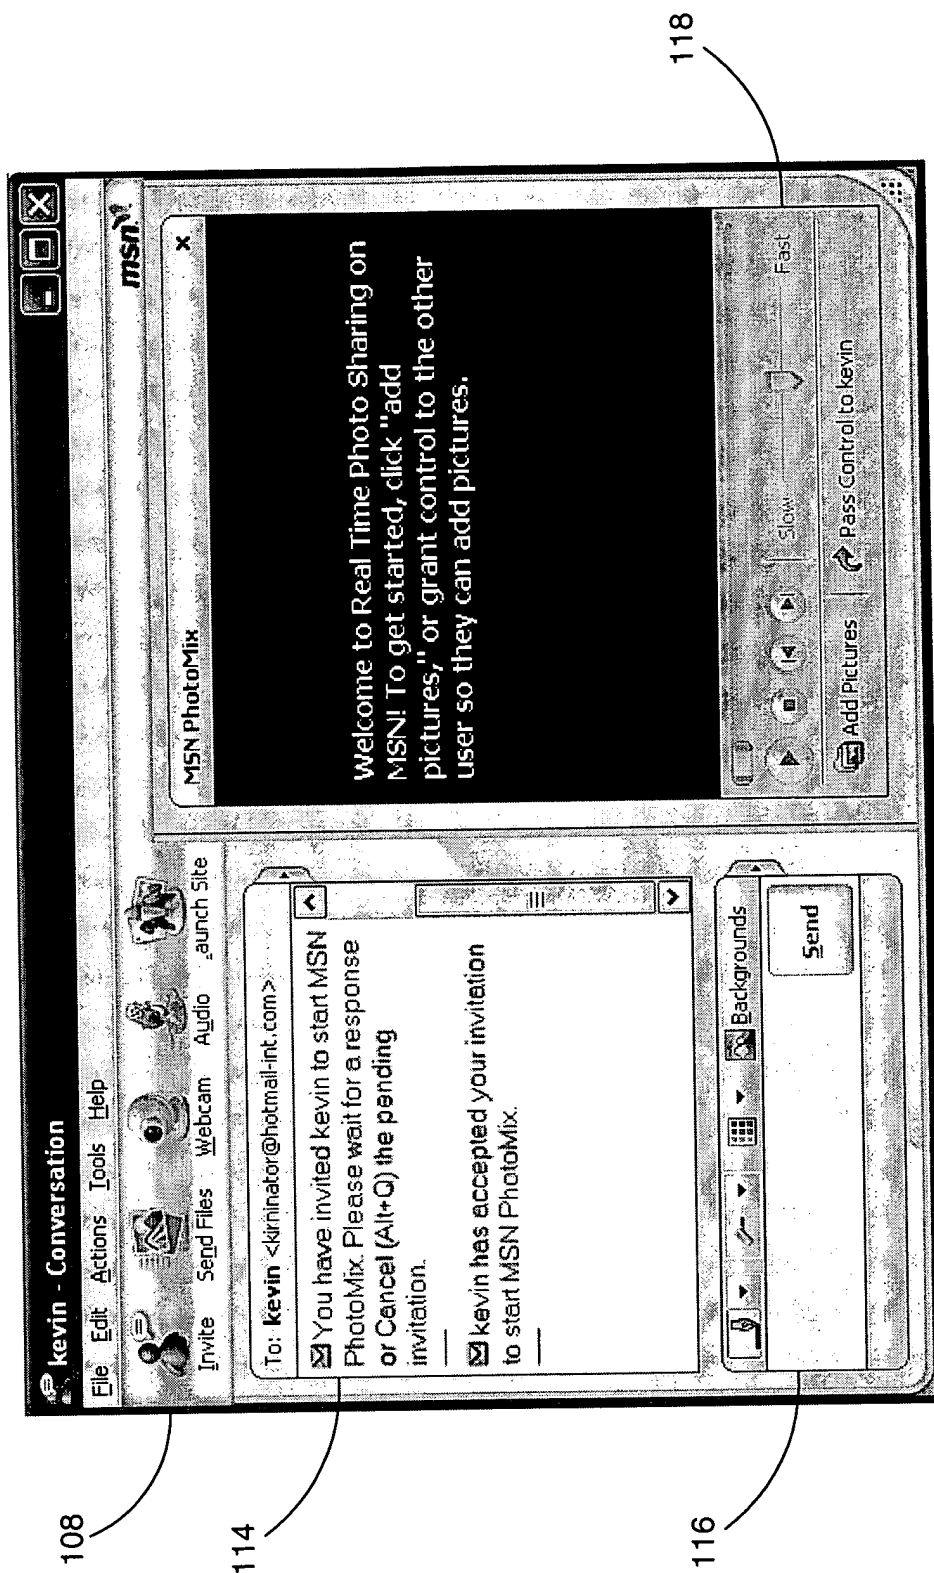 kevin - Conversation
File Edit Actions Tools Help
msn
Invite Send Files Webcam Audio .aunch Site
To: kevin <kirninator@hotmail-int.com>
You have invited kevin to start MSN
PhotoMix. Please wait for a response
or Cancel (Alt+Q) the pending
invitation.
kevin has accepted your invitation
to start MSN PhotoMix.
Backgrounds
Send
MSN PhotoMix
Welcome to Real Time Photo Sharing on
MSN! To get started, click "add
pictures," or grant control to the other
user so they can add pictures.
Slow Fast
Add Pictures Pass Control to kevin
108
114
116
118